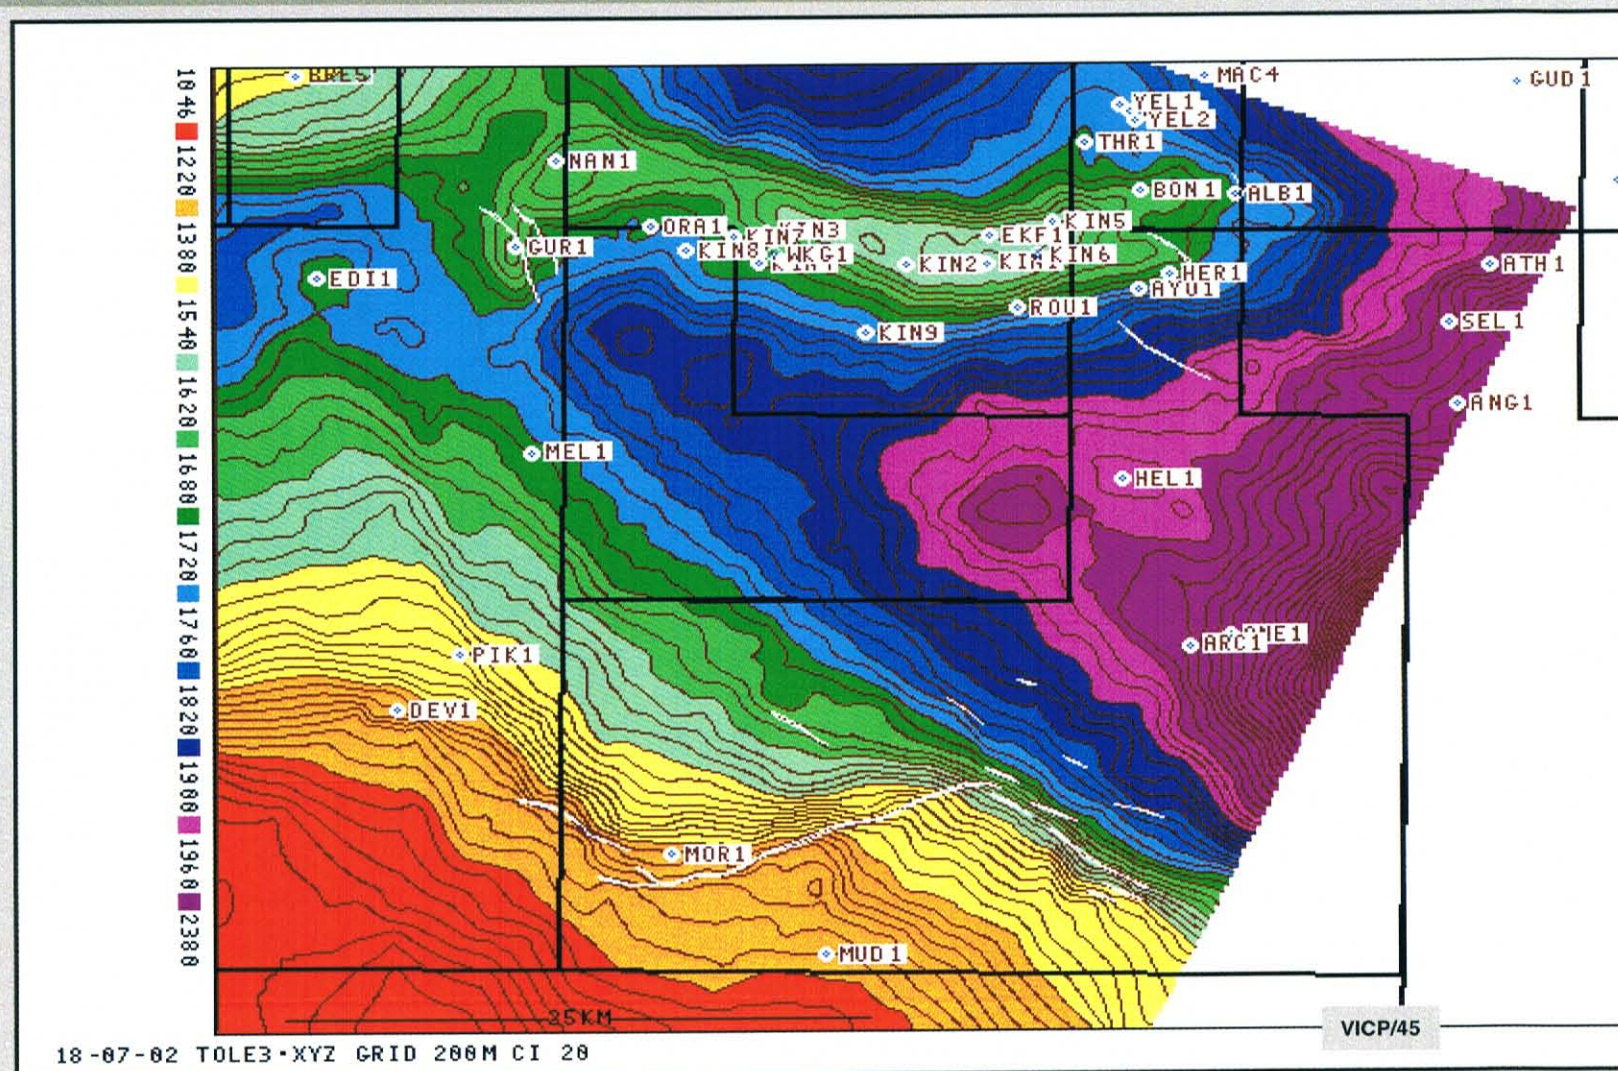 BRE5
MAC4
GUD1
YEL1
YEL2
THR1
NAN1
BON1
ALB1
ORA1
KIN5
KIN7
KIN3
EKF1
GUR1
KIN8
WKG1
KIN2
KIN6
EDI1
HER1
ATH1
AYU1
ROU1
SEL1
KIN9
ANG1
MEL1
HEL1
ARC1
PIK1
DEV1
MOR1
MUD1
1046
1220
1380
1540
1620
1680
1720
1760
1820
1900
1960
2380
25KM
VICP/45
18-07-02 TOLE3·XYZ GRID 200M CI 20